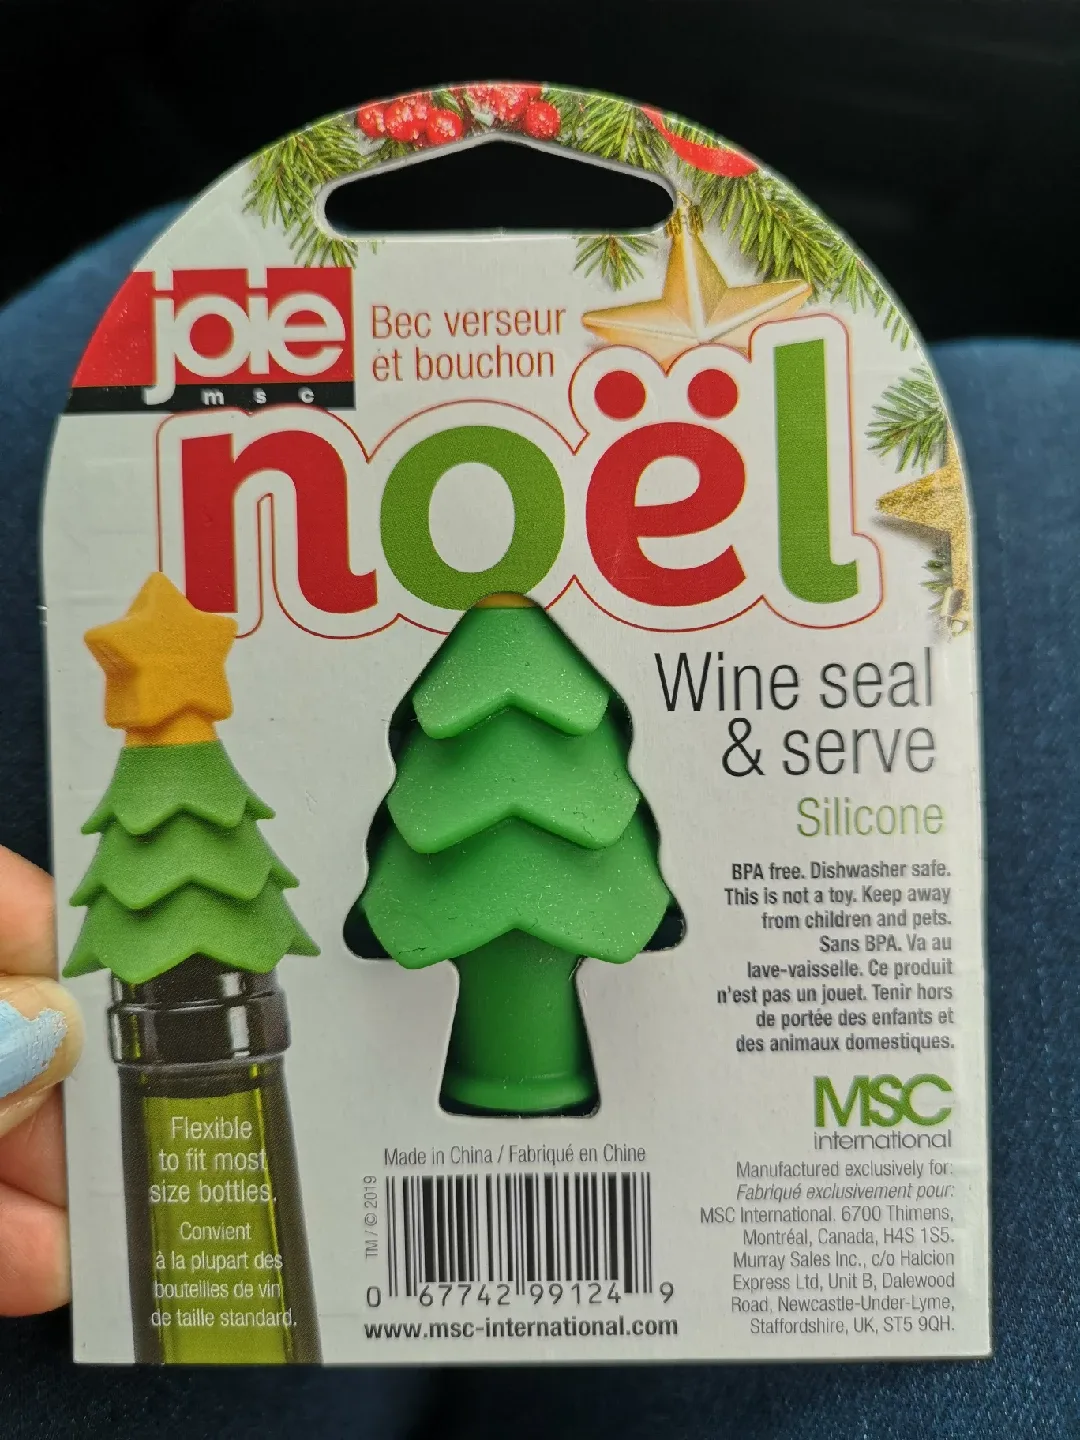 joie
msc
Bec verseur
et bouchon
noël
Wine seal
& serve
Silicone
BPA free. Dishwasher safe.
This is not a toy. Keep away
from children and pets.
Sans BPA. Va au
lave-vaisselle. Ce produit
n'est pas un jouet. Tenir hors
de portée des enfants et
des animaux domestiques.
Flexible
to fit most
size bottles.
Convient
à la plupart des
bouteilles de vin
de taille standard.
Made in China / Fabriqué en Chine
TM / © 2019
0 67742 99124 9
www.msc-international.com
MSC
international
Manufactured exclusively for:
Fabriqué exclusivement pour:
MSC International. 6700 Thimens,
Montréal, Canada, H4S 1S5.
Murray Sales Inc., c/o Halcion
Express Ltd, Unit B, Dalewood
Road, Newcastle-Under-Lyme,
Staffordshire, UK, ST5 9QH.